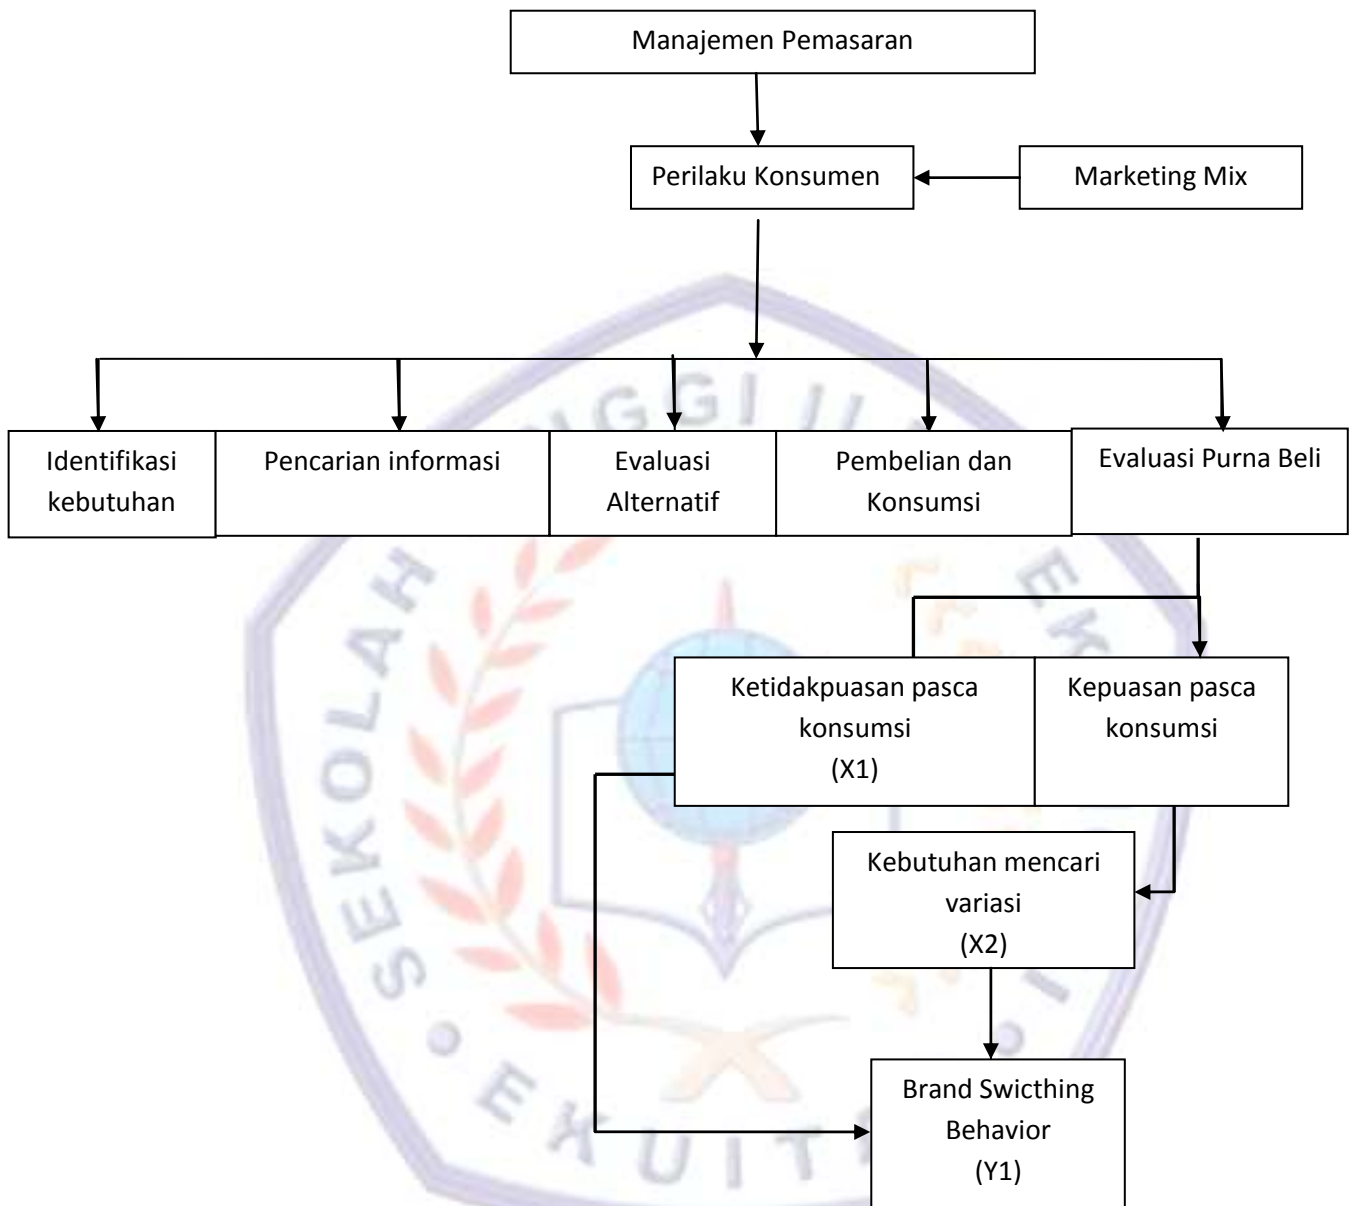 Manajemen Pemasaran
Perilaku Konsumen
Marketing Mix
Identifikasi
kebutuhan
Pencarian informasi
Evaluasi
Alternatif
Pembelian dan
Konsumsi
Evaluasi Purna Beli
Ketidakpuasan pasca
konsumsi
(X1)
Kepuasan pasca
konsumsi
Kebutuhan mencari
variasi
(X2)
Brand Swicthing
Behavior
(Y1)
SEKOLAH